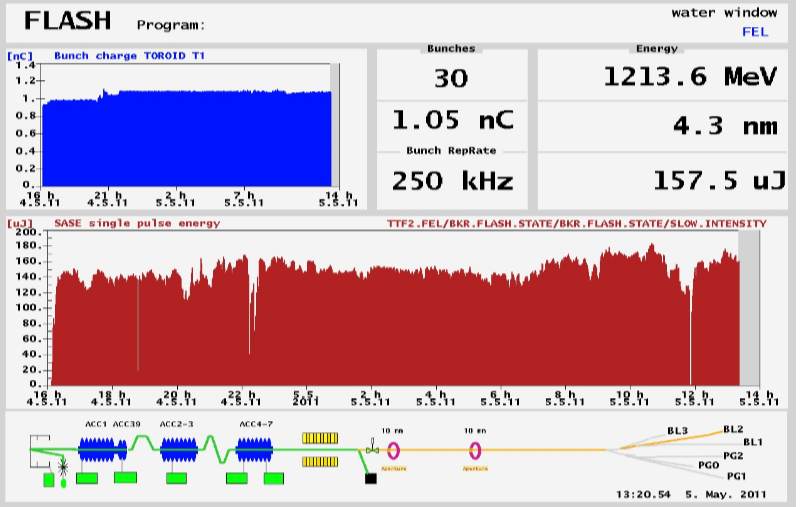 FLASH Program:
water window
FEL
[nC] Bunch charge TOROID T1
1.4
1.2
1.
0.8
0.6
0.4
0.2
0.
16 h 21 h 2 h 7 h 14 h
4.5.11 4.5.11 5.5.11 5.5.11 5.5.11
Bunches
30
1.05 nC
Bunch RepRate
250 kHz
Energy
1213.6 MeV
4.3 nm
157.5 uJ
[uJ] SASE single pulse energy TTF2.FEL/BKR.FLASH.STATE/BKR.FLASH.STATE/SLOW.INTENSITY
200.
180.
160.
140.
120.
100.
80.
60.
40.
20.
0.
16 h 18 h 20 h 22 h 5.5. 2 h 4 h 6 h 8 h 10 h 12 h 14 h
4.5.11 4.5.11 4.5.11 4.5.11 2011 5.5.11 5.5.11 5.5.11 5.5.11 5.5.11 5.5.11 5.5.11
ACC1 ACC39 ACC2-3 ACC4-7
10 mm 10 mm
Aperture Aperture
BL3 BL2
BL1
PG2
PG0
PG1
13:20.54 5. May. 2011